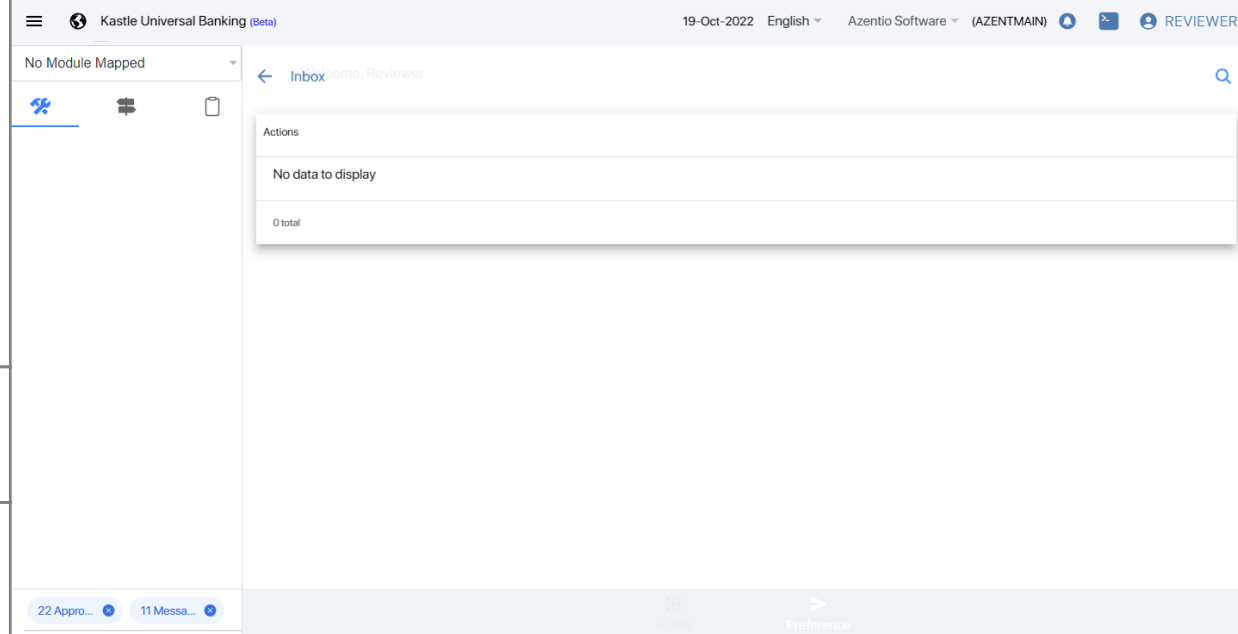 Kastle Universal Banking (Beta)
19-Oct-2022 English Azentio Software (AZENTMAIN) REVIEWER
No Module Mapped
Inbox
Welcome, Reviewer
Actions
No data to display
0 total
22 Appro...
11 Messa...
Home
Preference